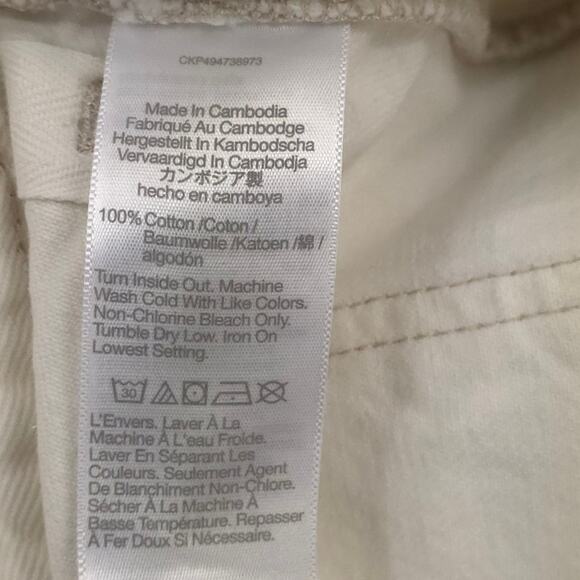 CKP494738973
Made In Cambodia
Fabriqué Au Cambodge
Hergestellt In Kambodscha
Vervaardigd In Cambodja
カンボジア製
hecho en camboya
100% Cotton /Coton /
Baumwolle /Katoen /綿 /
algodón
Turn Inside Out. Machine
Wash Cold With Like Colors.
Non-Chlorine Bleach Only.
Tumble Dry Low. Iron On
Lowest Setting.
30
L'Envers. Laver À La
Machine À L'eau Froide.
Laver En Séparant Les
Couleurs. Seulement Agent
De Blanchiment Non-Chlore.
Sécher À La Machine À
Basse Température. Repasser
À Fer Doux Si Nécessaire.